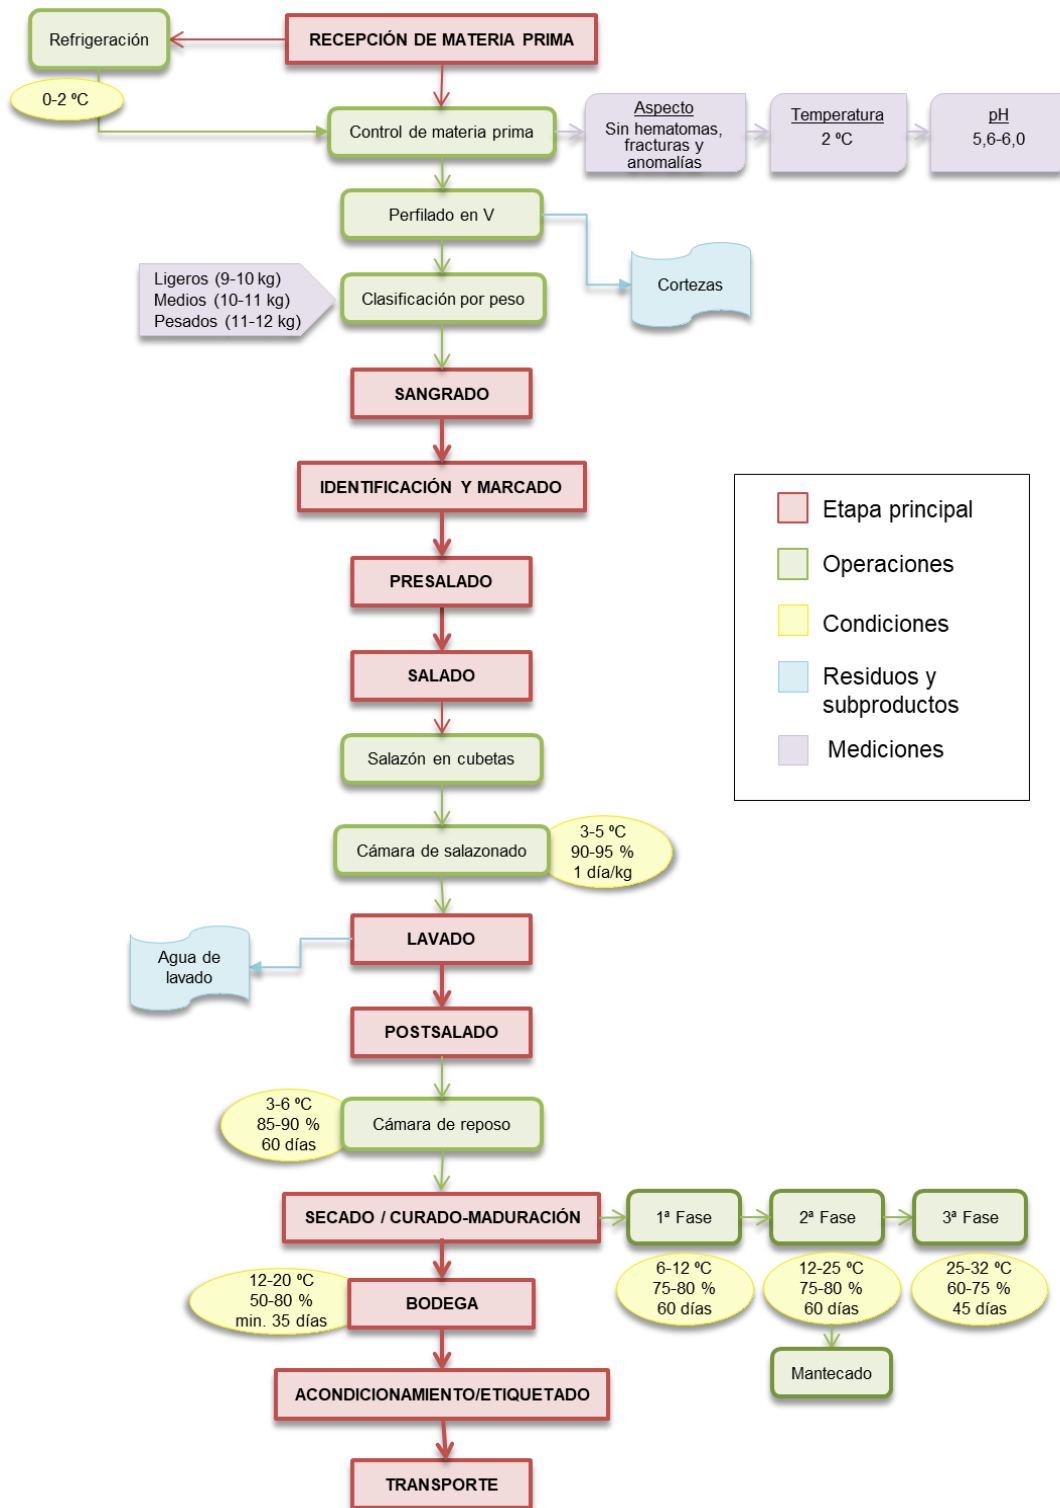 Refrigeración
RECEPCIÓN DE MATERIA PRIMA
0-2 ºC
Control de materia prima
Aspecto
Sin hematomas,
fracturas y
anomalías
Temperatura
2 ºC
pH
5,6-6,0
Perfilado en V
Cortezas
Ligeros (9-10 kg)
Medios (10-11 kg)
Pesados (11-12 kg)
Clasificación por peso
SANGRADO
IDENTIFICACIÓN Y MARCADO
PRESALADO
SALADO
Salazón en cubetas
Cámara de salazonado
3-5 ºC
90-95 %
1 día/kg
LAVADO
Agua de
lavado
POSTSALADO
3-6 ºC
85-90 %
60 días
Cámara de reposo
SECADO / CURADO-MADURACIÓN
1ª Fase
2ª Fase
3ª Fase
6-12 ºC
75-80 %
60 días
12-25 ºC
75-80 %
60 días
25-32 ºC
60-75 %
45 días
Mantecado
12-20 ºC
50-80 %
min. 35 días
BODEGA
ACONDICIONAMIENTO/ETIQUETADO
TRANSPORTE
Etapa principal
Operaciones
Condiciones
Residuos y
subproductos
Mediciones